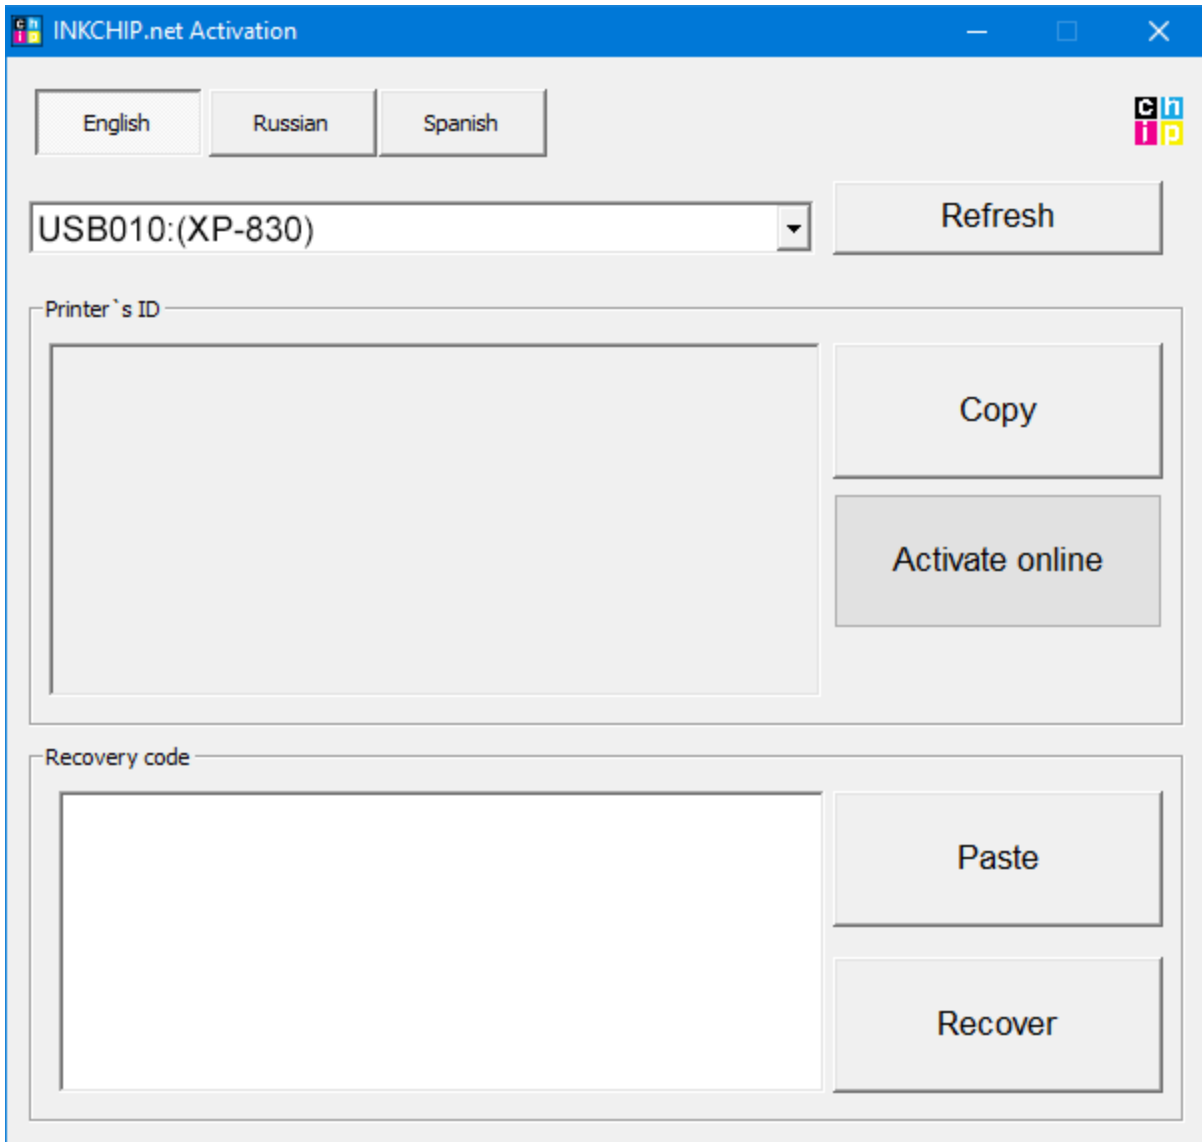 INKCHIP.net Activation
English Russian Spanish
chip
USB010:(XP-830)
Refresh
Printer`s ID
Copy
Activate online
Recovery code
Paste
Recover